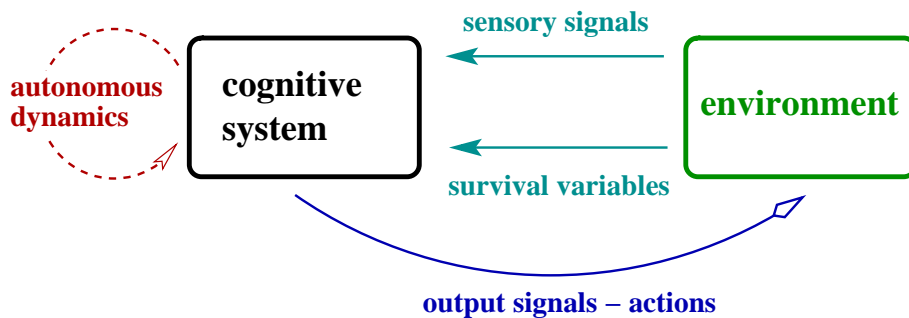 sensory signals
autonomous
dynamics
cognitive
system
environment
survival variables
output signals – actions